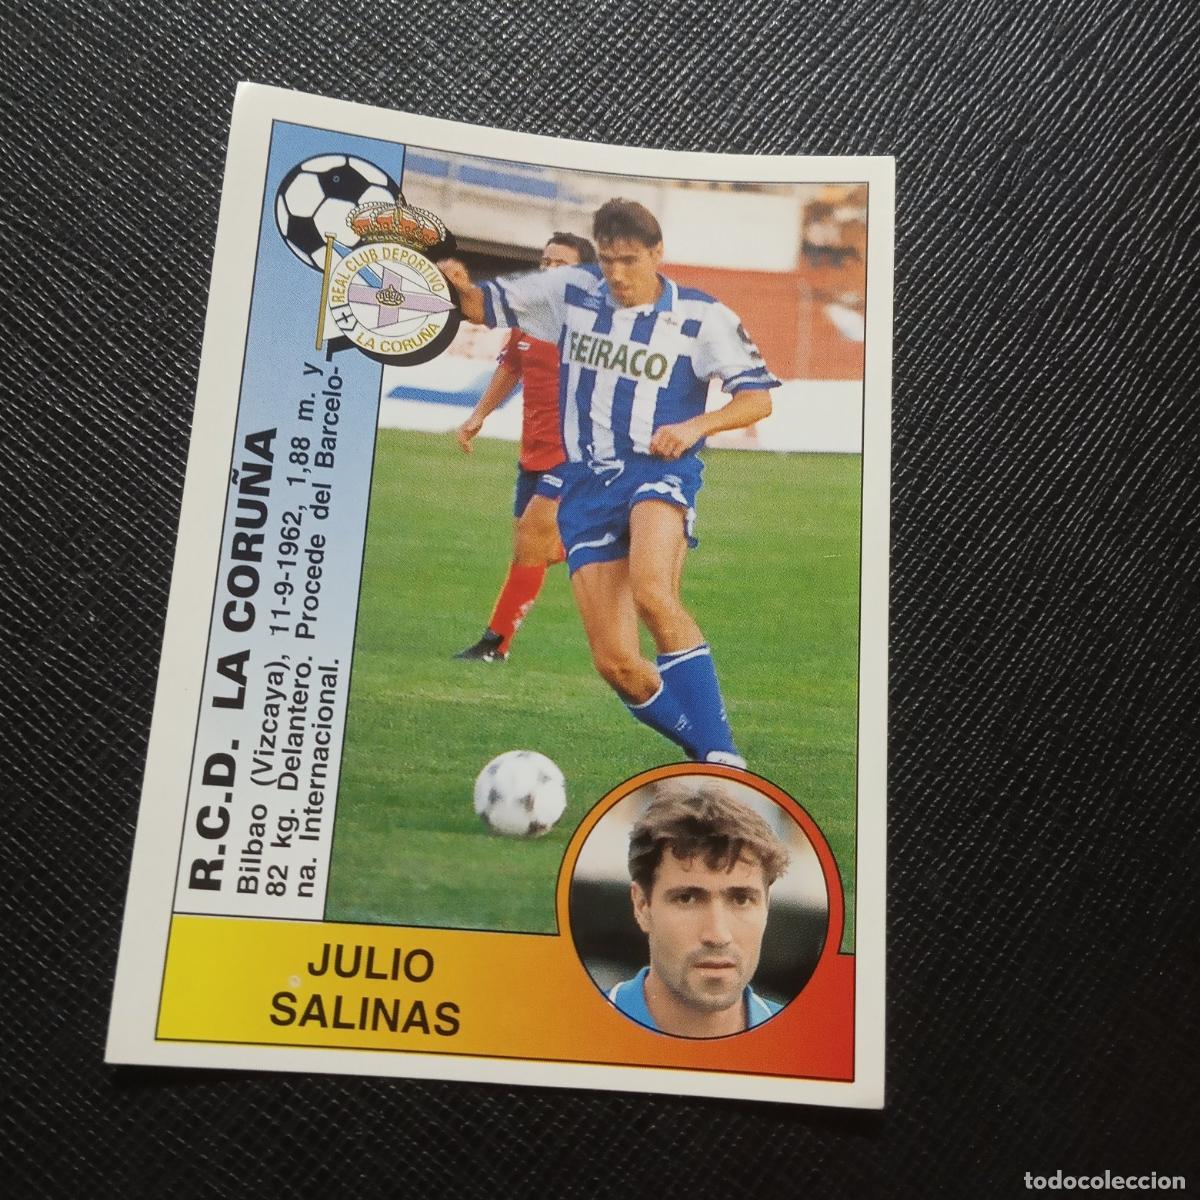 REAL CLUB DEPORTIVO
LA CORUÑA
R.C.D. LA CORUÑA
Bilbao (Vizcaya), 11-9-1962, 1,88 m. y
82 kg. Delantero. Procede del Barcelo-
na. Internacional.
FEIRACO
JULIO
SALINAS
todocoleccion